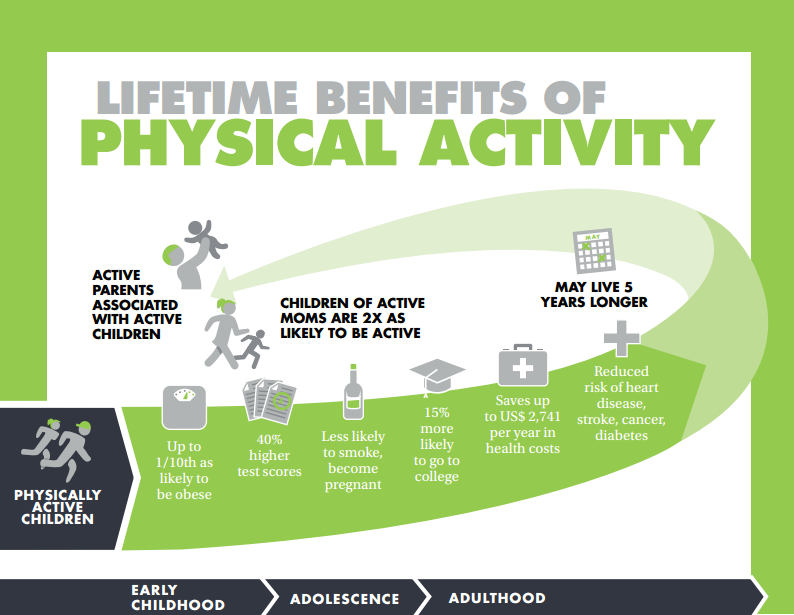 LIFETIME BENEFITS OF
PHYSICAL ACTIVITY
ACTIVE
PARENTS
ASSOCIATED
WITH ACTIVE
CHILDREN
CHILDREN OF ACTIVE
MOMS ARE 2X AS
LIKELY TO BE ACTIVE
MAY
MAY LIVE 5
YEARS LONGER
PHYSICALLY
ACTIVE
CHILDREN
Up to
1/10th as
likely to
be obese
40%
higher
test scores
Less likely
to smoke,
become
pregnant
15%
more
likely
to go to
college
Saves up
to US$ 2,741
per year in
health costs
Reduced
risk of heart
disease,
stroke, cancer,
diabetes
EARLY
CHILDHOOD
ADOLESCENCE
ADULTHOOD